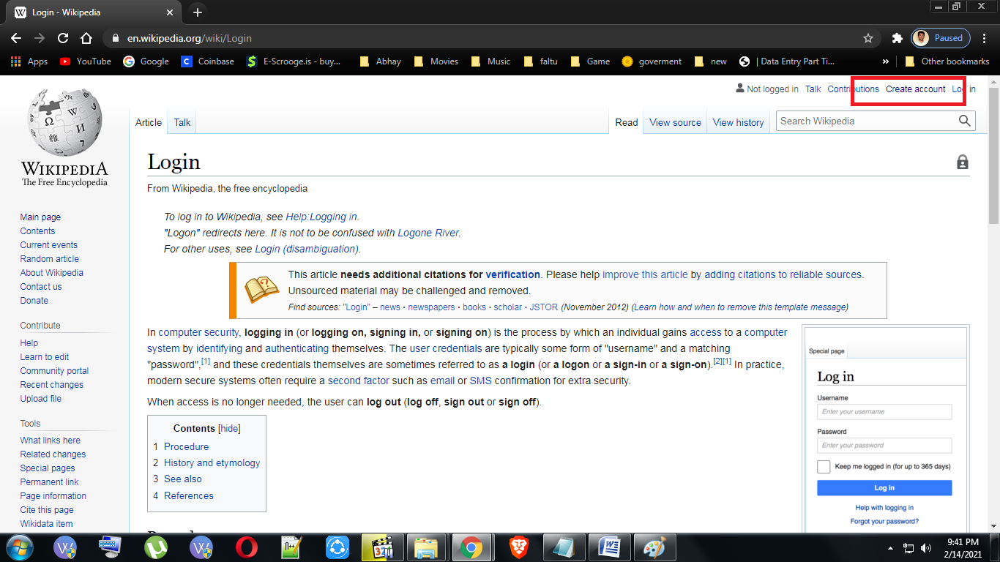 Login - Wikipedia
en.wikipedia.org/wiki/Login
Paused
Apps YouTube Google Coinbase E-Scrooge.is - buy... Abhay Movies Music faltu Game goverment new | Data Entry Part Ti... » Other bookmarks
Not logged in Talk Contributions Create account Log in
Article Talk Read View source View history Search Wikipedia
WIKIPEDIA
The Free Encyclopedia
Main page
Contents
Current events
Random article
About Wikipedia
Contact us
Donate
Contribute
Help
Learn to edit
Community portal
Recent changes
Upload file
Tools
What links here
Related changes
Special pages
Permanent link
Page information
Cite this page
Wikidata item
Login
From Wikipedia, the free encyclopedia
To log in to Wikipedia, see Help:Logging in.
"Logon" redirects here. It is not to be confused with Logone River.
For other uses, see Login (disambiguation).
This article needs additional citations for verification. Please help improve this article by adding citations to reliable sources.
Unsourced material may be challenged and removed.
Find sources: "Login" – news · newspapers · books · scholar · JSTOR (November 2012) (Learn how and when to remove this template message)
In computer security, logging in (or logging on, signing in, or signing on) is the process by which an individual gains access to a computer
system by identifying and authenticating themselves. The user credentials are typically some form of "username" and a matching
"password",[1] and these credentials themselves are sometimes referred to as a login (or a logon or a sign-in or a sign-on).[2][1] In practice,
modern secure systems often require a second factor such as email or SMS confirmation for extra security.
When access is no longer needed, the user can log out (log off, sign out or sign off).
Contents [hide]
1 Procedure
2 History and etymology
3 See also
4 References
Special page
Log in
Username
Enter your username
Password
Enter your password
Keep me logged in (for up to 365 days)
Log in
Help with logging in
Forgot your password?
9:41 PM
2/14/2021